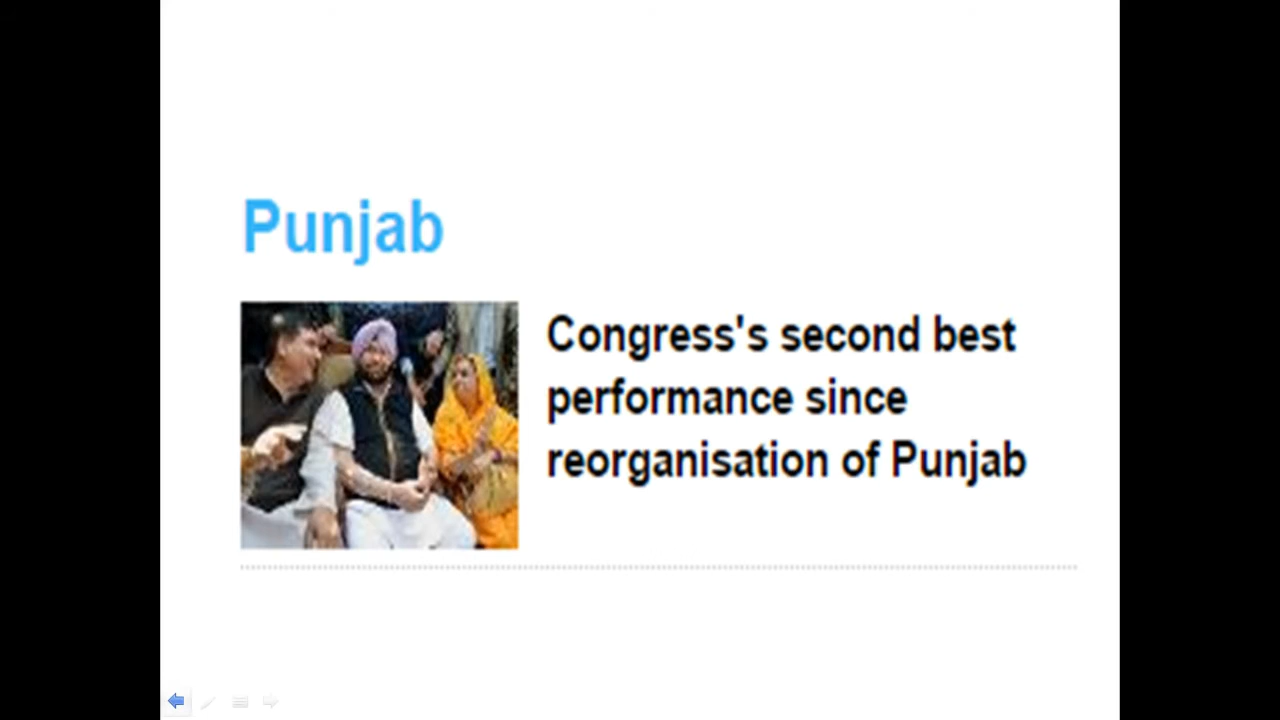 Punjab
Congress's second best
performance since
reorganisation of Punjab